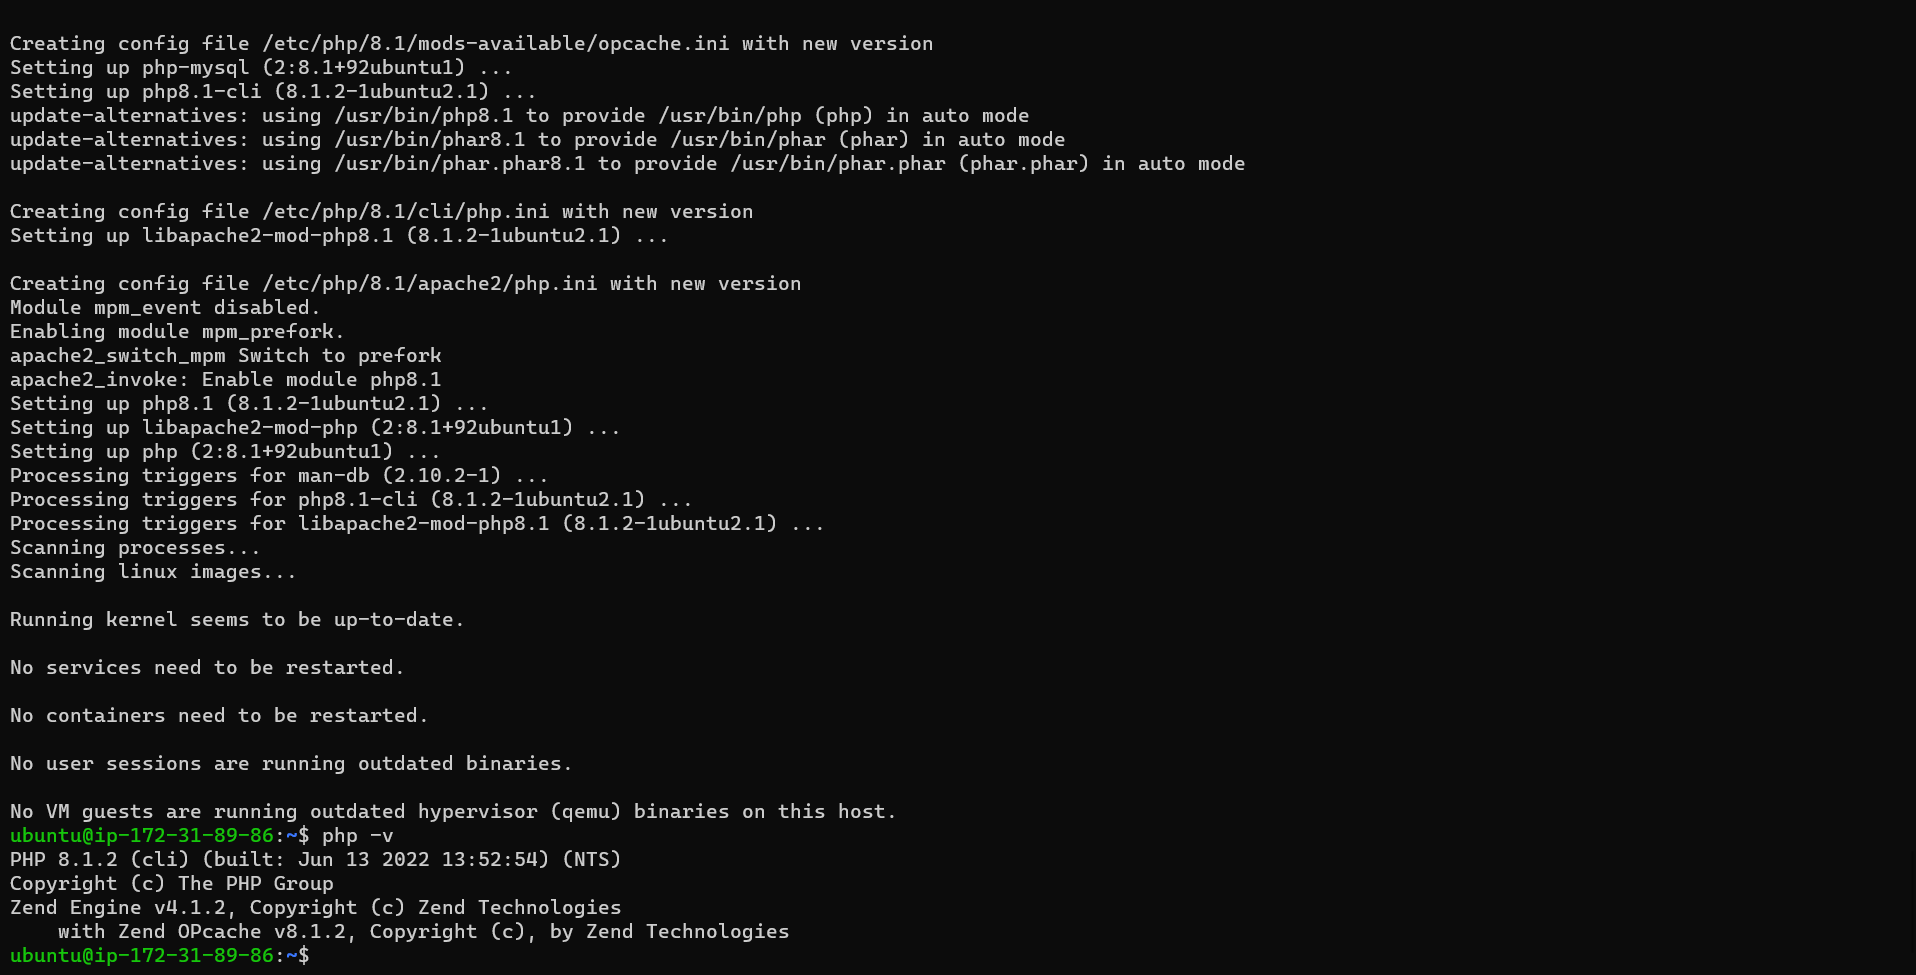 Creating config file /etc/php/8.1/mods-available/opcache.ini with new version
Setting up php-mysql (2:8.1+92ubuntu1) ...
Setting up php8.1-cli (8.1.2-1ubuntu2.1) ...
update-alternatives: using /usr/bin/php8.1 to provide /usr/bin/php (php) in auto mode
update-alternatives: using /usr/bin/phar8.1 to provide /usr/bin/phar (phar) in auto mode
update-alternatives: using /usr/bin/phar.phar8.1 to provide /usr/bin/phar.phar (phar.phar) in auto mode
Creating config file /etc/php/8.1/cli/php.ini with new version
Setting up libapache2-mod-php8.1 (8.1.2-1ubuntu2.1) ...
Creating config file /etc/php/8.1/apache2/php.ini with new version
Module mpm_event disabled.
Enabling module mpm_prefork.
apache2_switch_mpm Switch to prefork
apache2_invoke: Enable module php8.1
Setting up php8.1 (8.1.2-1ubuntu2.1) ...
Setting up libapache2-mod-php (2:8.1+92ubuntu1) ...
Setting up php (2:8.1+92ubuntu1) ...
Processing triggers for man-db (2.10.2-1) ...
Processing triggers for php8.1-cli (8.1.2-1ubuntu2.1) ...
Processing triggers for libapache2-mod-php8.1 (8.1.2-1ubuntu2.1) ...
Scanning processes...
Scanning linux images...
Running kernel seems to be up-to-date.
No services need to be restarted.
No containers need to be restarted.
No user sessions are running outdated binaries.
No VM guests are running outdated hypervisor (qemu) binaries on this host.
ubuntu@ip-172-31-89-86:~$ php -v
PHP 8.1.2 (cli) (built: Jun 13 2022 13:52:54) (NTS)
Copyright (c) The PHP Group
Zend Engine v4.1.2, Copyright (c) Zend Technologies
    with Zend OPcache v8.1.2, Copyright (c), by Zend Technologies
ubuntu@ip-172-31-89-86:~$